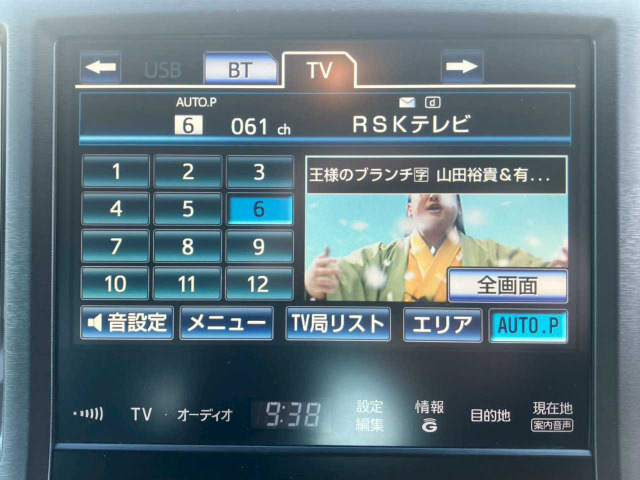 USB BT TV
AUTO.P
6 061 ch RSKテレビ
1 2 3
王様のブランチ🈑 山田裕貴&有...
4 5 6
7 8 9
10 11 12
全画面
音設定 メニュー TV局リスト エリア AUTO.P
TV・オーディオ 9:38 設定 編集 情報 G 目的地 現在地 案内音声